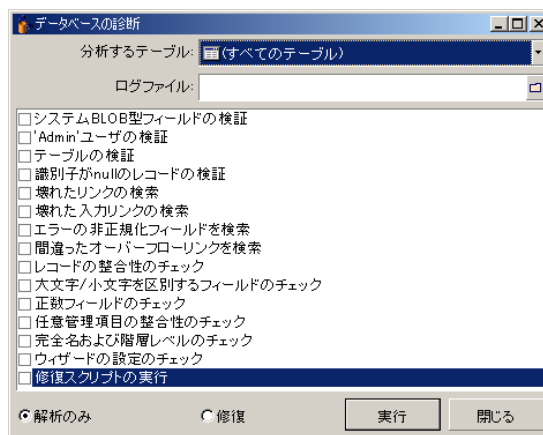 データベースの診断
分析するテーブル: (すべてのテーブル)
ログファイル:
システムBLOB型フィールドの検証
'Admin'ユーザの検証
テーブルの検証
識別子がnullのレコードの検証
壊れたリンクの検索
壊れた入力リンクの検索
エラーの非正規化フィールドを検索
間違ったオーバーフローリンクを検索
レコードの整合性のチェック
大文字/小文字を区別するフィールドのチェック
正数フィールドのチェック
任意管理項目の整合性のチェック
完全名および階層レベルのチェック
ウィザードの設定のチェック
修復スクリプトの実行
解析のみ 修復 実行 閉じる